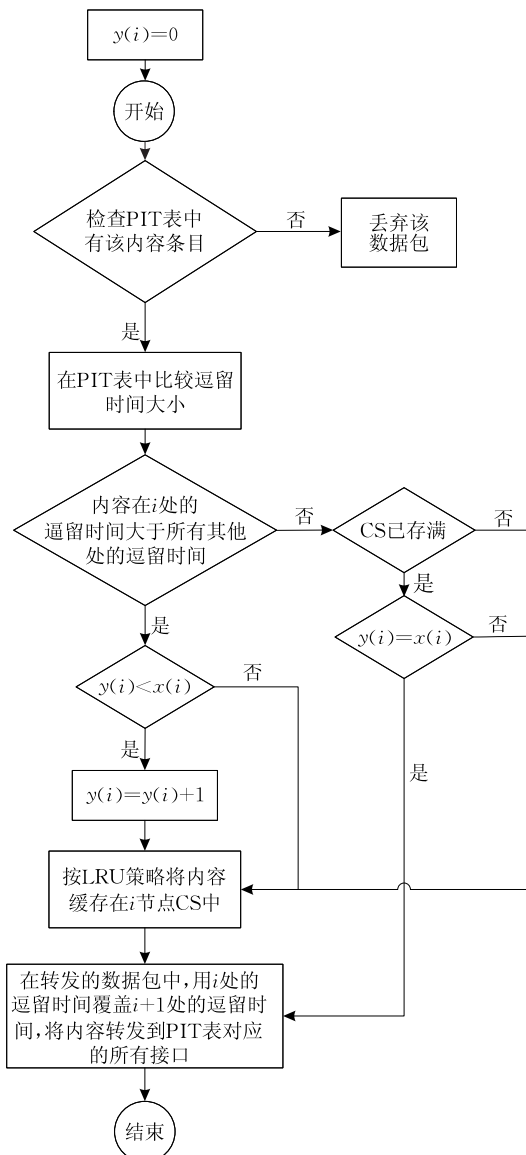 y(i)=0
开始
检查PIT表中
有该内容条目
否
丢弃该
数据包
是
在PIT表中比较逗留
时间大小
内容在i处的
逼留时间大于所有其他
处的逗留时间
否
CS已存满
否
是
y(i)=x(i)
否
是
y(i)<x(i)
否
是
是
y(i)=y(i)+1
按LRU策略将内容
缓存在i节点CS中
在转发的数据包中,用i处的
逗留时间覆盖i+1处的逗留时
间,将内容转发到PIT表对应
的所有接口
结束